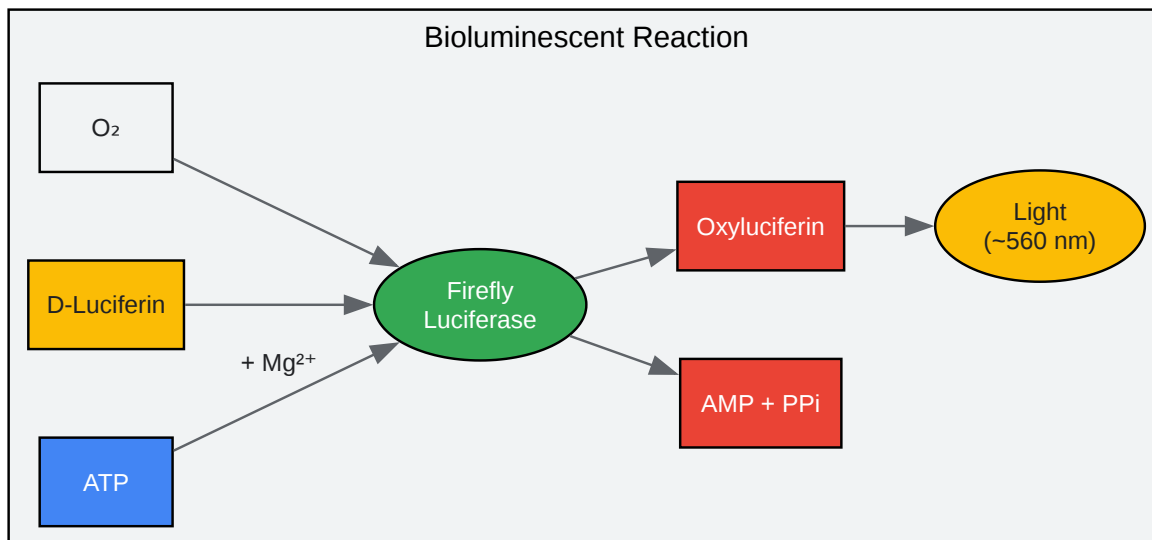 Bioluminescent Reaction
O₂
D-Luciferin
+ Mg²⁺
ATP
Firefly
Luciferase
Oxyluciferin
AMP + PPi
Light
(~560 nm)